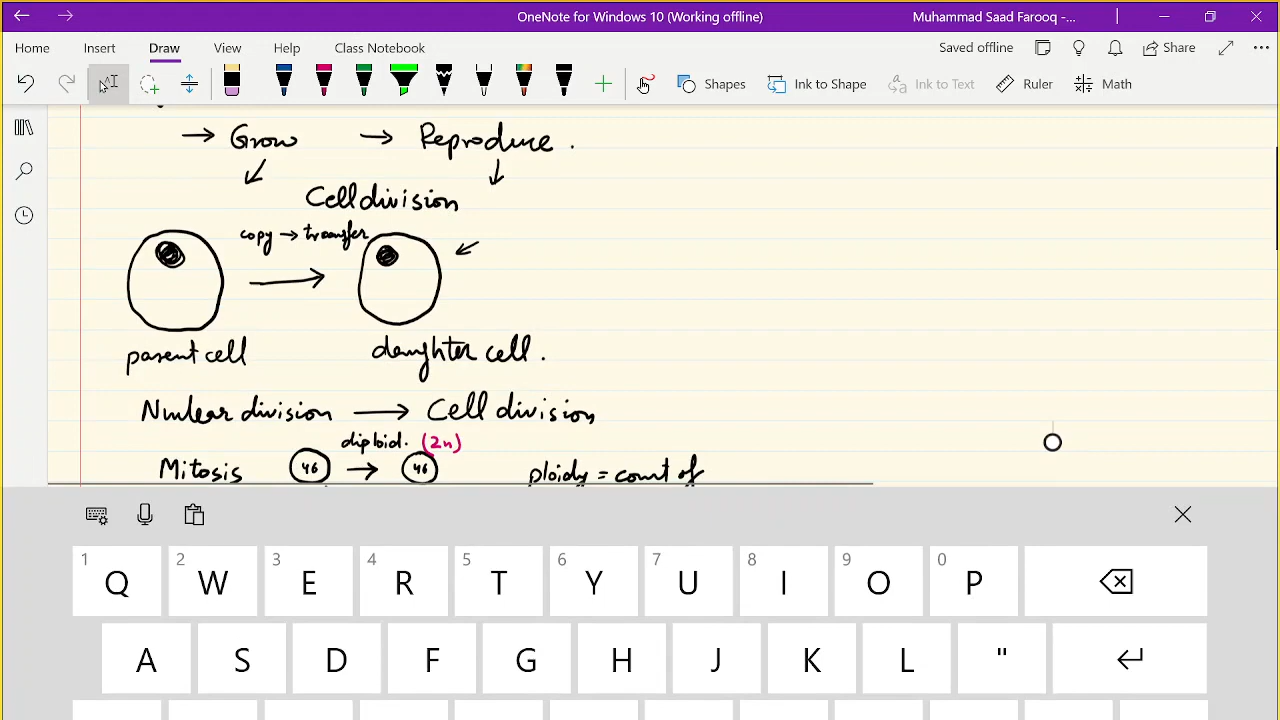 OneNote for Windows 10 (Working offline)
Muhammad Saad Farooq -...
Home Insert Draw View Help Class Notebook
Saved offline
Share
Shapes
Ink to Shape
Ink to Text
Ruler
Math
→ Grow → Reproduce .
Cell division
copy → transfer
parent cell
daughter cell .
Nuclear division → Cell division
diploid. (2n)
Mitosis 46 → 46 ploidy = count of
1 2 3 4 5 6 7 8 9 0
Q W E R T Y U I O P
A S D F G H J K L "